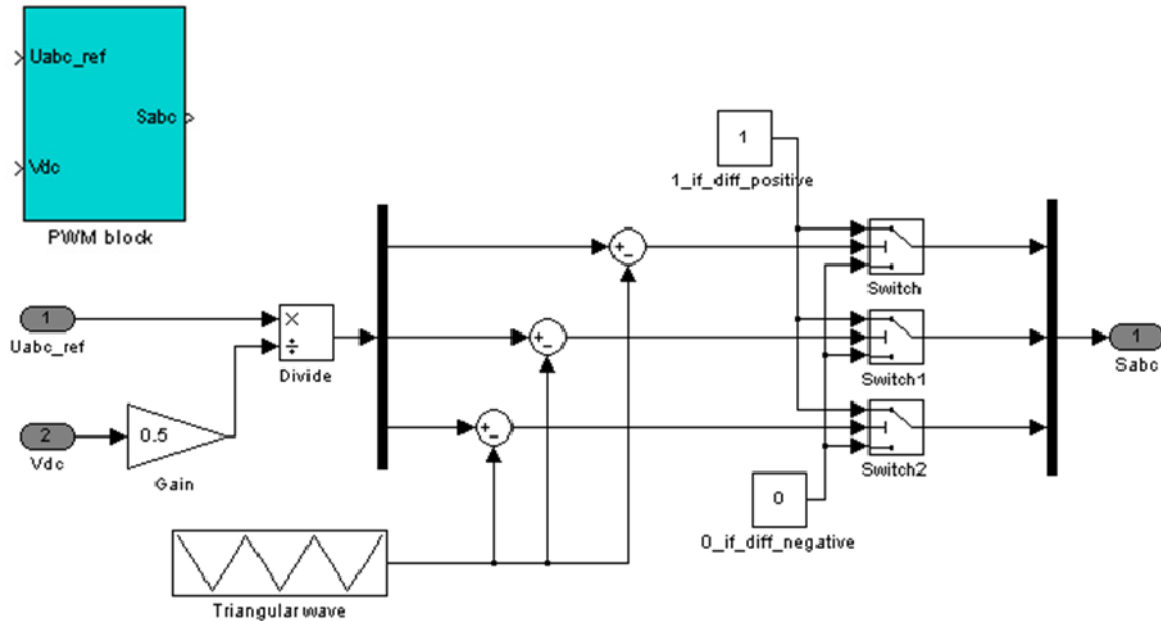 Uabc_ref
Sabc
Vdc
PWM block
1
1_if_diff_positive
+
-
Switch
1
Uabc_ref
×
÷
Divide
+
-
Switch1
1
Sabc
2
Vdc
0.5
Gain
+
-
Switch2
0
0_if_diff_negative
Triangular wave